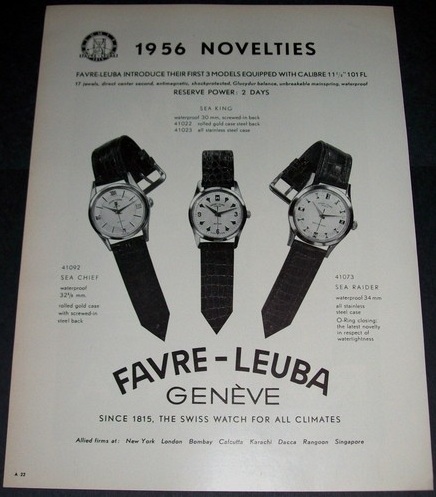 1956 NOVELTIES
FAVRE-LEUBA INTRODUCE THEIR FIRST 3 MODELS EQUIPPED WITH CALIBRE 11½''' 101 FL
17 jewels, direct center second, antimagnetic, shockprotected, Glucydur balance, unbreakable mainspring, waterproof
RESERVE POWER: 2 DAYS
SEA KING
waterproof 30 mm, screwed-in back
41022 rolled gold case steel back
41023 all stainless steel case
41092
SEA CHIEF
waterproof
32½ mm.
rolled gold case
with screwed-in
steel back
41073
SEA RAIDER
waterproof 34 mm
all stainless
steel case
O-Ring closing:
the latest novelty
in respect of
watertightness
FAVRE-LEUBA
GENÈVE
SINCE 1815, THE SWISS WATCH FOR ALL CLIMATES
Allied firms at: New York London Bombay Calcutta Karachi Dacca Rangoon Singapore
A 22